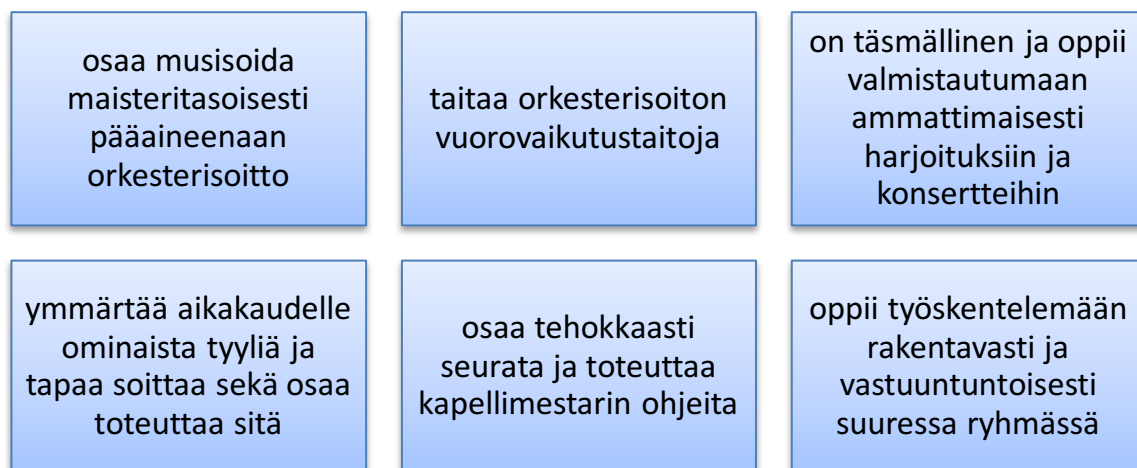 osaa musisoida
maisteritasoisesti
pääaineenaan
orkesterisoitto
taitaa orkesterisoiton
vuorovaikutustaitoja
on täsmällinen ja oppii
valmistautumaan
ammattimaisesti
harjoituksiin ja
konsertteihin
ymmärtää aikakaudelle
ominaista tyyliä ja
tapaa soittaa sekä osaa
toteuttaa sitä
osaa tehokkaasti
seurata ja toteuttaa
kapellimestarin ohjeita
oppii työskentelemään
rakentavasti ja
vastuuntuntoisesti
suuressa ryhmässä